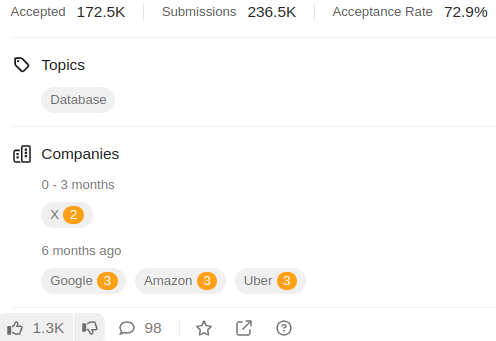 Accepted 172.5K Submissions 236.5K Acceptance Rate 72.9%
Topics
Database
Companies
0 - 3 months
X 2
6 months ago
Google 3 Amazon 3 Uber 3
1.3K 98